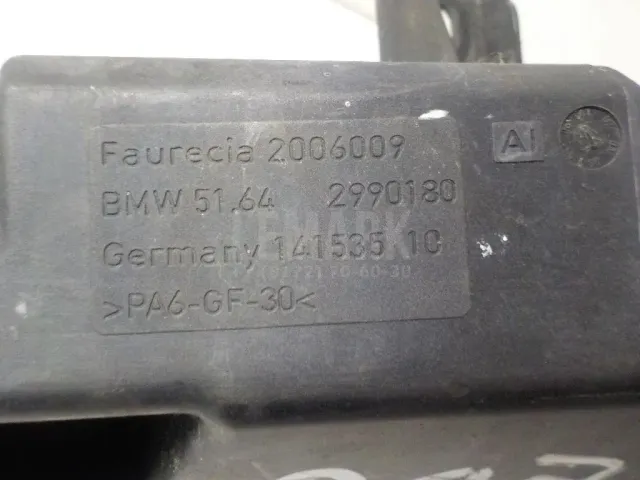 Faurecia 2006009
AI
BMW 51.64 2990180
Germany 141535 10
>PA6-GF-30<